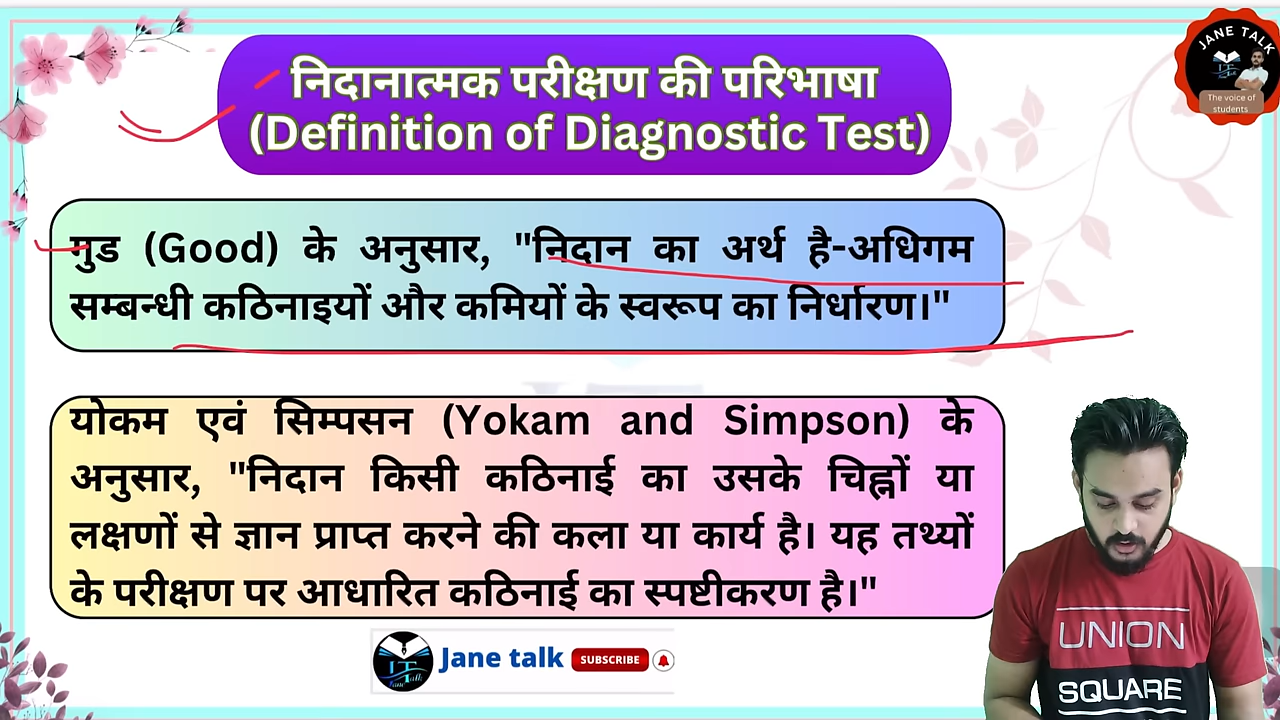 निदानात्मक परीक्षण की परिभाषा
(Definition of Diagnostic Test)
JANE TALK
The voice of
students
गुड (Good) के अनुसार, "निदान का अर्थ है-अधिगम
सम्बन्धी कठिनाइयों और कमियों के स्वरूप का निर्धारण।"
योकम एवं सिम्पसन (Yokam and Simpson) के
अनुसार, "निदान किसी कठिनाई का उसके चिह्नों या
लक्षणों से ज्ञान प्राप्त करने की कला या कार्य है। यह तथ्यों
के परीक्षण पर आधारित कठिनाई का स्पष्टीकरण है।"
Jane talk
SUBSCRIBE
UNION
SQUARE